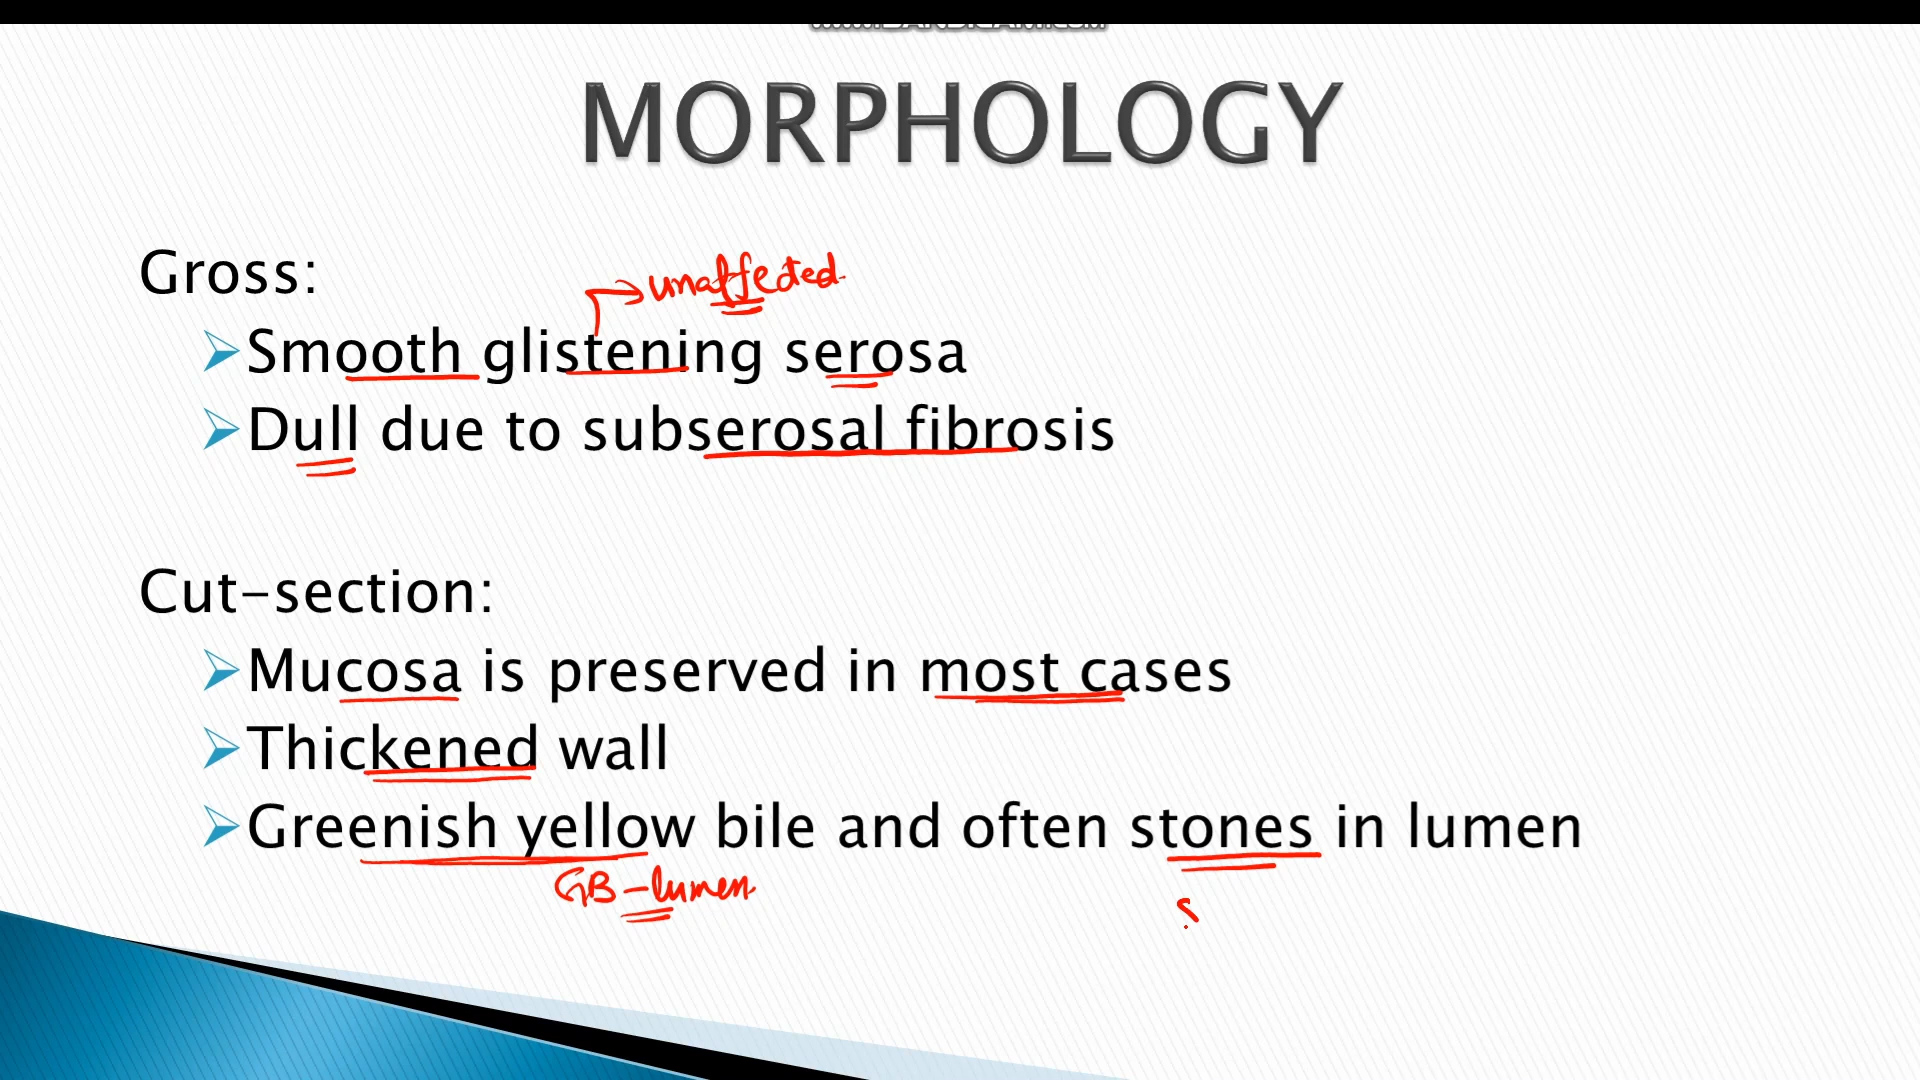 MORPHOLOGY
Gross:
unaffected.
➤Smooth glistening serosa
➤Dull due to subserosal fibrosis
Cut-section:
➤Mucosa is preserved in most cases
➤Thickened wall
➤Greenish yellow bile and often stones in lumen
GB-lumen.